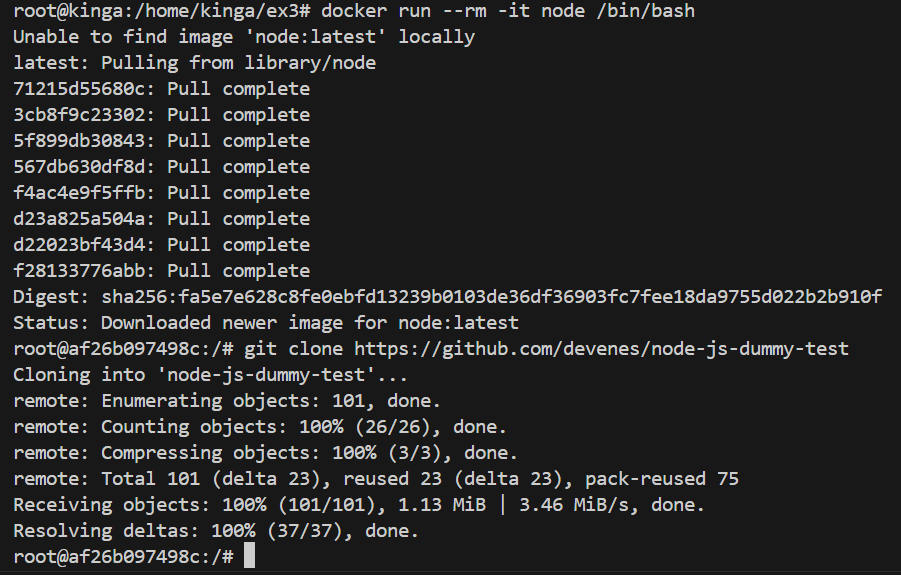 root@kinga:/home/kinga/ex3# docker run --rm -it node /bin/bash
Unable to find image 'node:latest' locally
latest: Pulling from library/node
71215d55680c: Pull complete
3cb8f9c23302: Pull complete
5f899db30843: Pull complete
567db630df8d: Pull complete
f4ac4e9f5ffb: Pull complete
d23a825a504a: Pull complete
d22023bf43d4: Pull complete
f28133776abb: Pull complete
Digest: sha256:fa5e7e628c8fe0ebfd13239b0103de36df36903fc7fee18da9755d022b2b910f
Status: Downloaded newer image for node:latest
root@af26b097498c:/# git clone https://github.com/devenes/node-js-dummy-test
Cloning into 'node-js-dummy-test'...
remote: Enumerating objects: 101, done.
remote: Counting objects: 100% (26/26), done.
remote: Compressing objects: 100% (3/3), done.
remote: Total 101 (delta 23), reused 23 (delta 23), pack-reused 75
Receiving objects: 100% (101/101), 1.13 MiB | 3.46 MiB/s, done.
Resolving deltas: 100% (37/37), done.
root@af26b097498c:/#